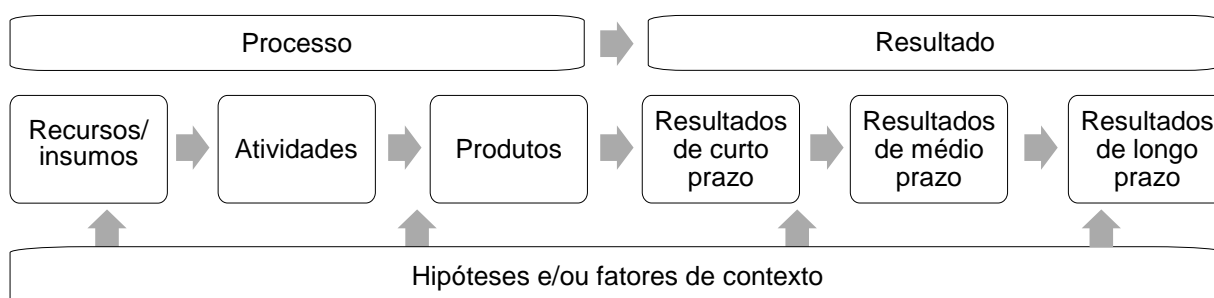 Processo
Resultado
Recursos/
insumos
Atividades
Produtos
Resultados
de curto
prazo
Resultados
de médio
prazo
Resultados
de longo
prazo
Hipóteses e/ou fatores de contexto